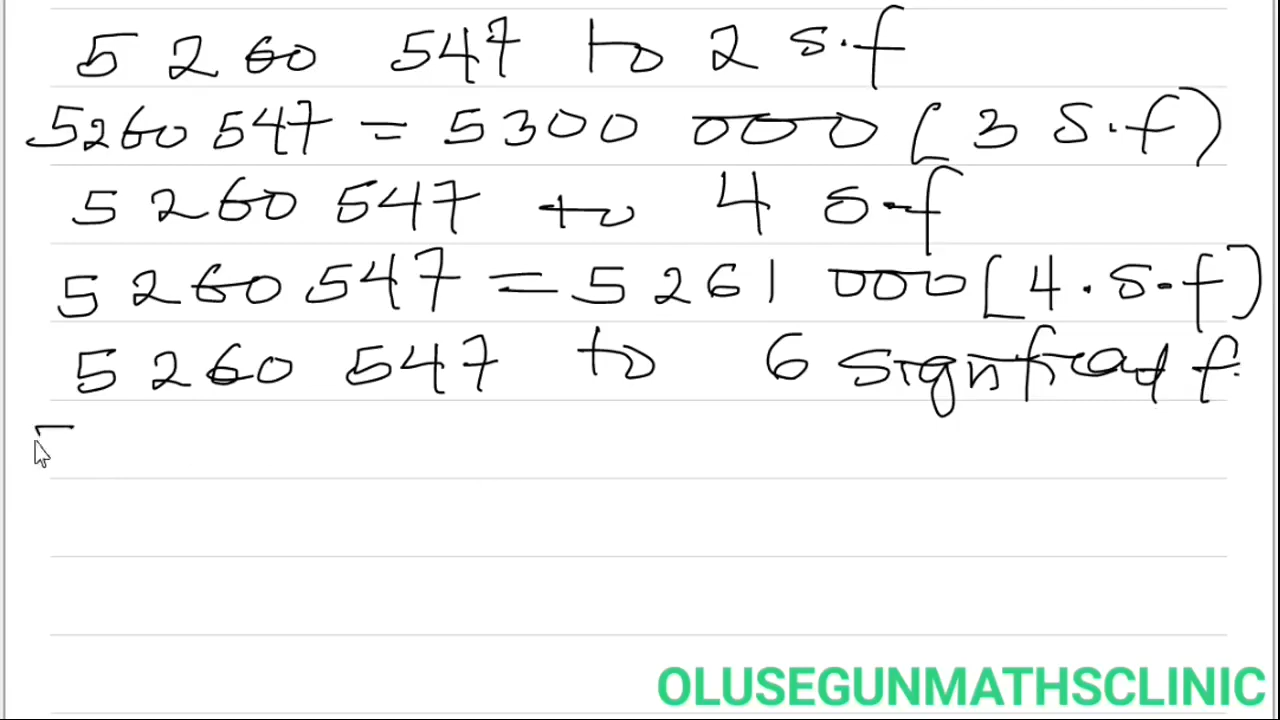 5 260 547 to 2 s.f
5260 547 = 5300 000 [3 s.f)
5 260 547 to 4 s.f
5 260 547 = 5 261 000 [4.s.f)
5 260 547 to 6 significad f.
OLUSEGUNMATHSCLINIC